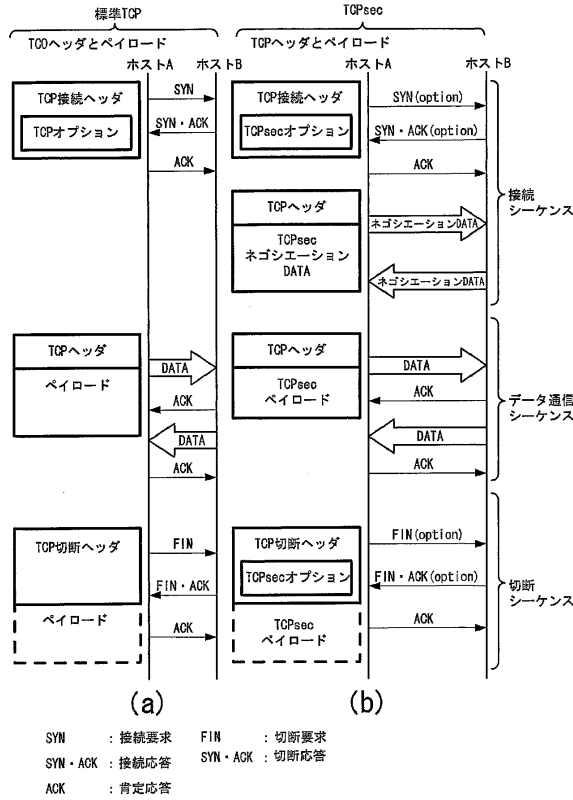 標準TCP
TCPsec
TCOヘッダとペイロード
TCPヘッダとペイロード
ホストA
ホストB
ホストA
ホストB
TCP接続ヘッダ
TCPオプション
SYN
SYN・ACK
ACK
TCP接続ヘッダ
TCPsecオプション
SYN(option)
SYN・ACK(option)
ACK
TCPヘッダ
TCPsec
ネゴシエーション
DATA
ネゴシエーションDATA
ネゴシエーションDATA
接続
シーケンス
TCPヘッダ
ペイロード
DATA
ACK
DATA
ACK
TCPヘッダ
TCPsec
ペイロード
DATA
ACK
DATA
ACK
データ通信
シーケンス
TCP切断ヘッダ
ペイロード
FIN
FIN・ACK
ACK
TCP切断ヘッダ
TCPsecオプション
TCPsec
ペイロード
FIN(option)
FIN・ACK(option)
ACK
切断
シーケンス
(a)
(b)
SYN :接続要求
FIN :切断要求
SYN・ACK :接続応答
SYN・ACK :切断応答
ACK :肯定応答